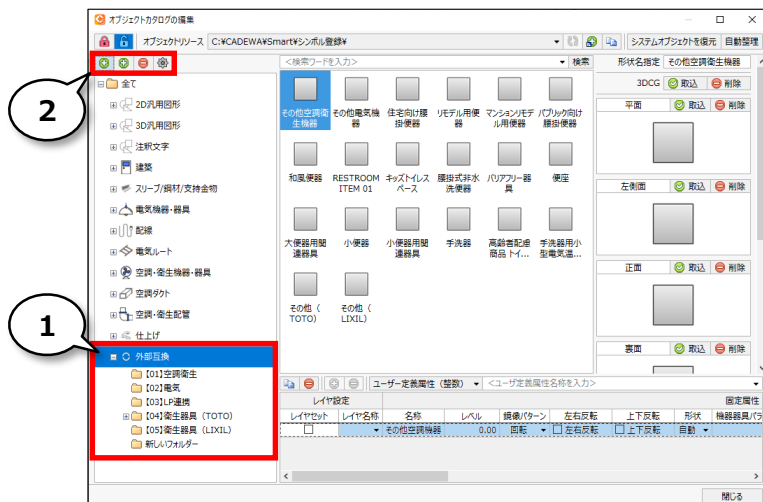 オブジェクトカタログの編集
オブジェクトリソース C:¥CADEWA¥Smart¥シンボル登録¥
システムオブジェクトを復元 自動整理
<検索ワードを入力> 検索
形状名指定 その他空調衛生機器
3DCG 取込 削除
平面 取込 削除
左側面 取込 削除
正面 取込 削除
裏面 取込 削除
2
全て
2D汎用図形
3D汎用図形
注釈文字
建築
スリーブ/鋼材/支持金物
電気機器・器具
配線
電気ルート
空調・衛生機器・器具
空調ダクト
空調・衛生配管
仕上げ
1
外部互換
【01】空調衛生
【02】電気
【03】LP連携
【04】衛生器具（TOTO）
【05】衛生器具（LIXIL）
新しいフォルダー
その他空調衛生機器
その他電気機器
住宅向け腰掛便器
リモデル用便器
マンションリモデル用便器
パブリック向け腰掛便器
和風便器
RESTROOM ITEM 01
キッズトイレスペース
腰掛式非水洗便器
バリアフリー器具
便座
大便器用関連器具
小便器
小便器用関連器具
手洗器
高齢者配慮商品 トイ...
手洗器用小型電気温...
その他（TOTO）
その他（LIXIL）
ユーザー定義属性（整数） <ユーザ定義属性名称を入力>
レイヤ設定 固定属性
レイヤセット レイヤ名称 名称 レベル 鏡像パターン 左右反転 上下反転 形状 機器器具パラ
その他空調機器 0.00 回転 左右反転 上下反転 自動
閉じる